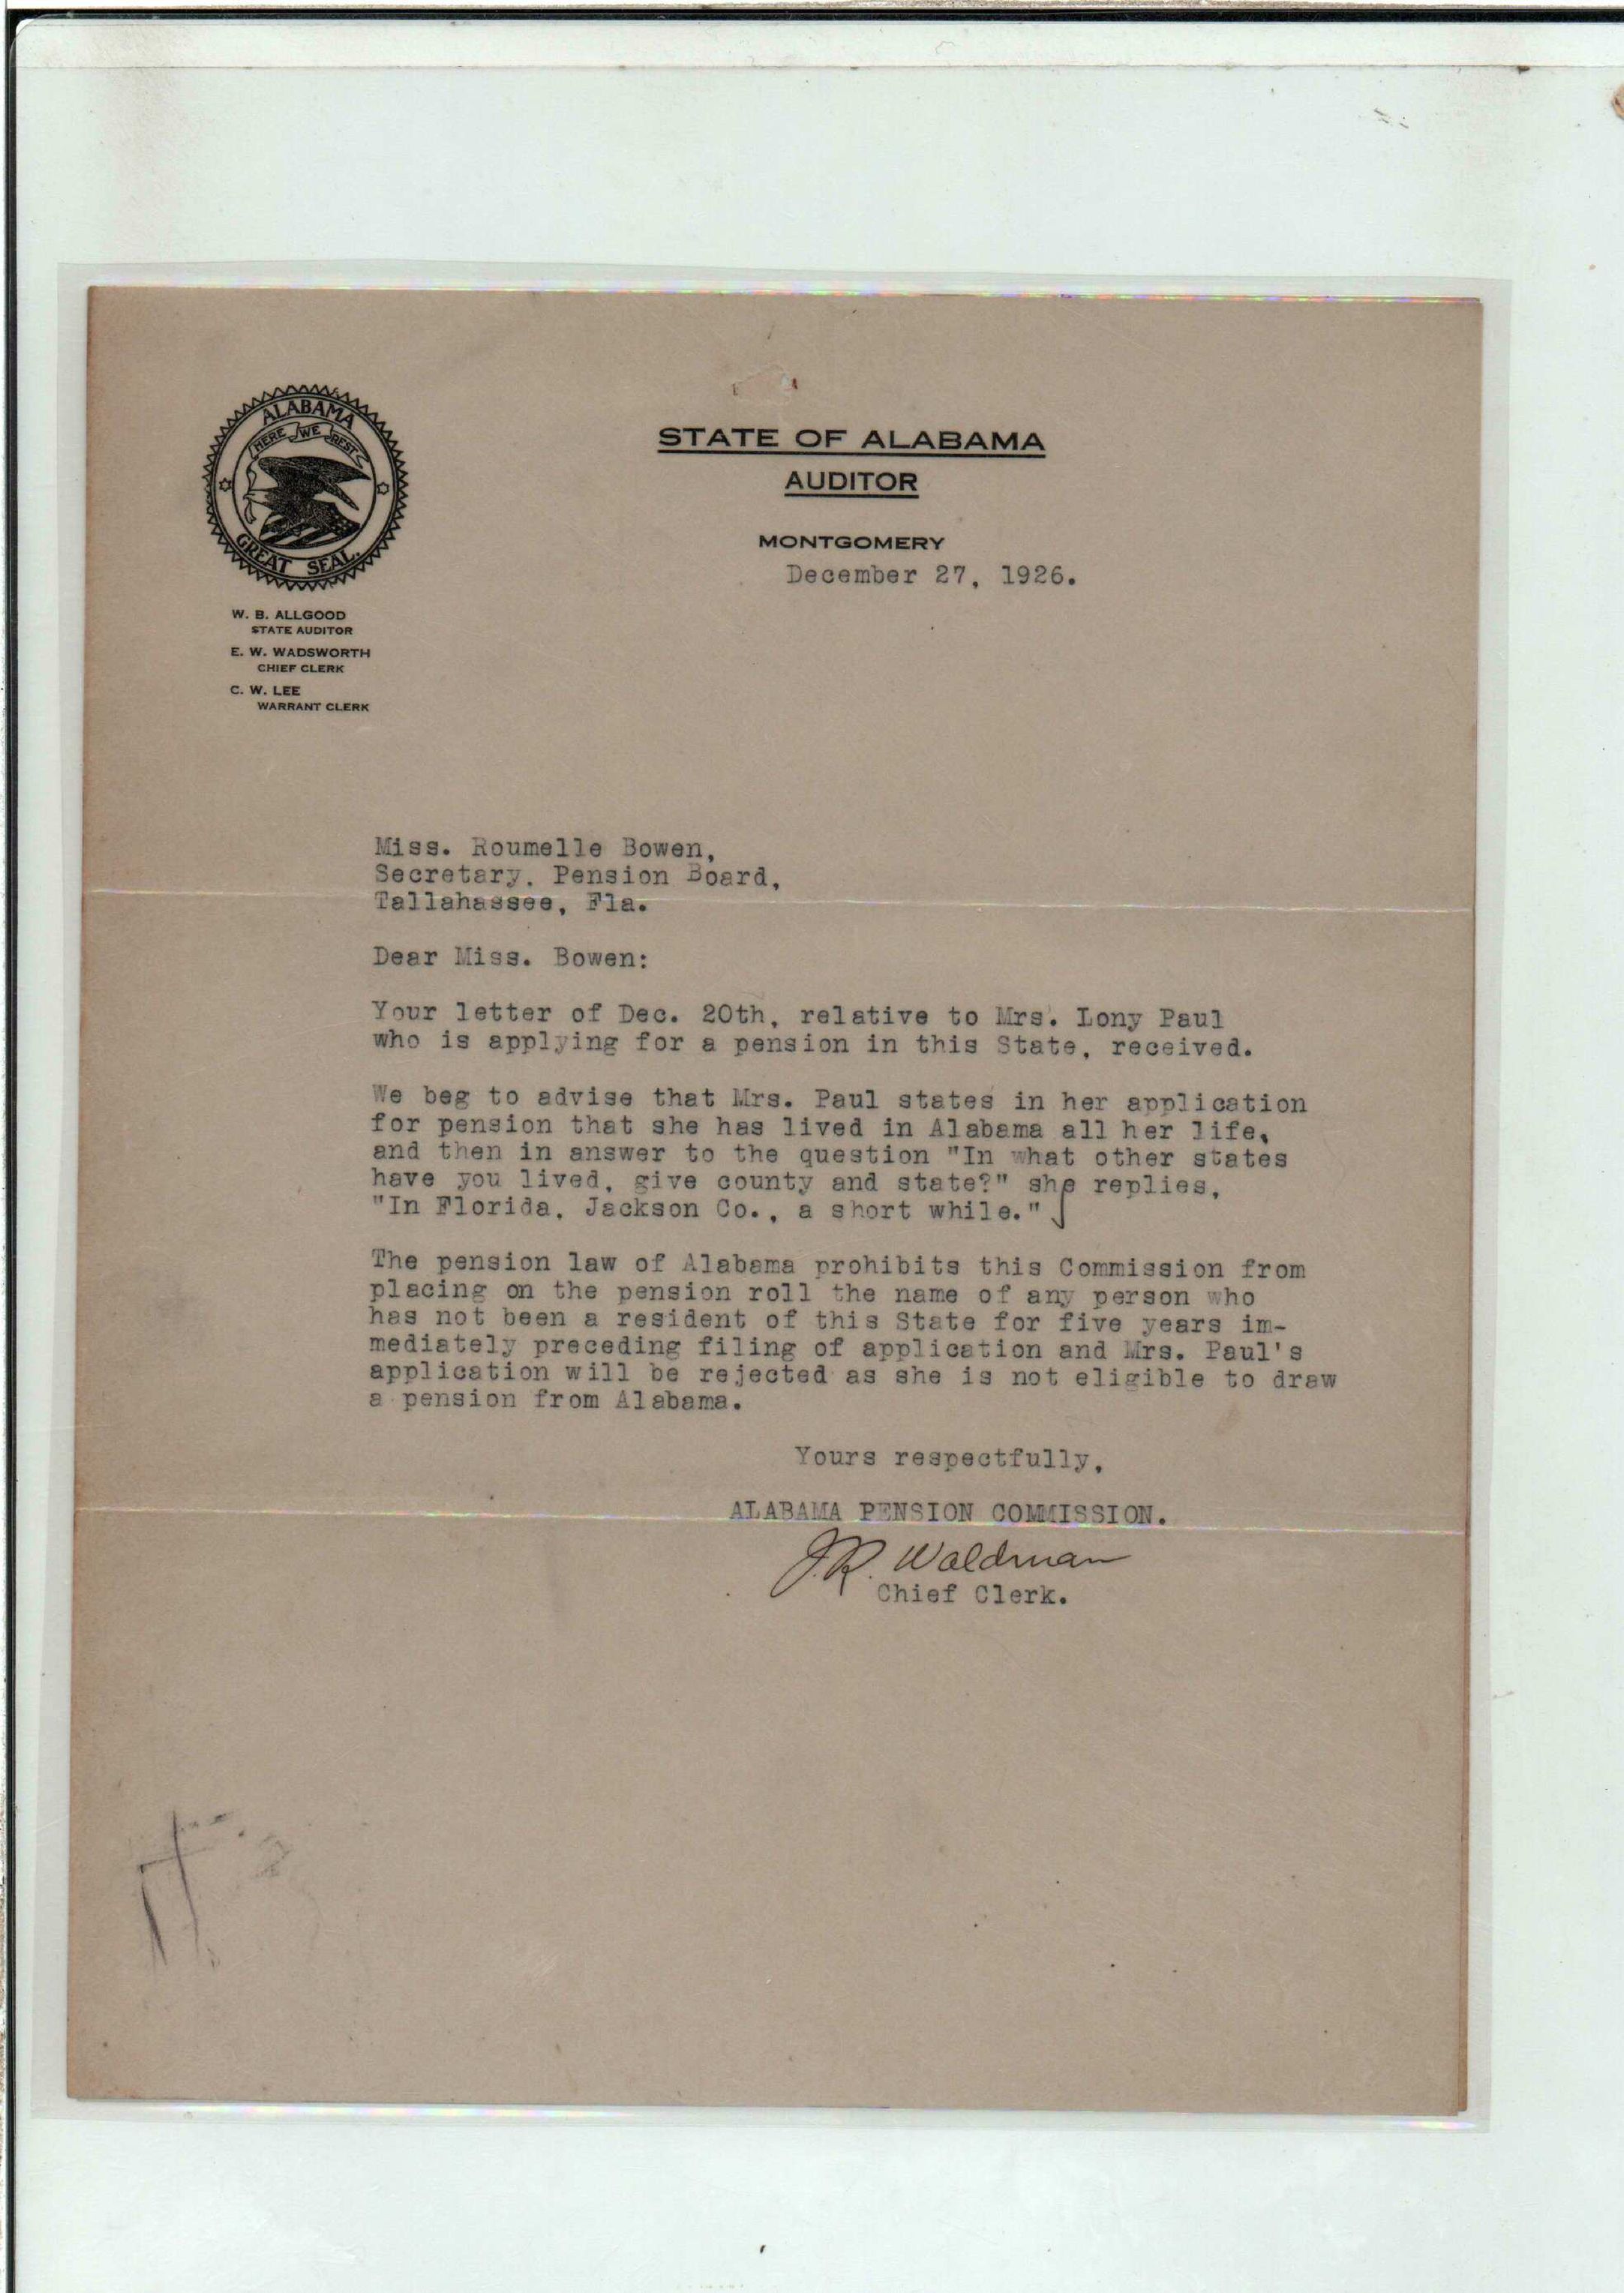 ALABAMA
HERE WE REST
GREAT SEAL.
STATE OF ALABAMA
AUDITOR
MONTGOMERY
December 27, 1926.
W. B. ALLGOOD
STATE AUDITOR
E. W. WADSWORTH
CHIEF CLERK
C. W. LEE
WARRANT CLERK
Miss. Roumelle Bowen,
Secretary, Pension Board,
Tallahassee, Fla.
Dear Miss. Bowen:
Your letter of Dec. 20th, relative to Mrs. Lony Paul
who is applying for a pension in this State, received.
We beg to advise that Mrs. Paul states in her application
for pension that she has lived in Alabama all her life,
and then in answer to the question "In what other states
have you lived, give county and state?" she replies,
"In Florida, Jackson Co., a short while."
The pension law of Alabama prohibits this Commission from
placing on the pension roll the name of any person who
has not been a resident of this State for five years im-
mediately preceding filing of application and Mrs. Paul's
application will be rejected as she is not eligible to draw
a pension from Alabama.
Yours respectfully,
ALABAMA PENSION COMMISSION.
J.R. Waldman
Chief Clerk.